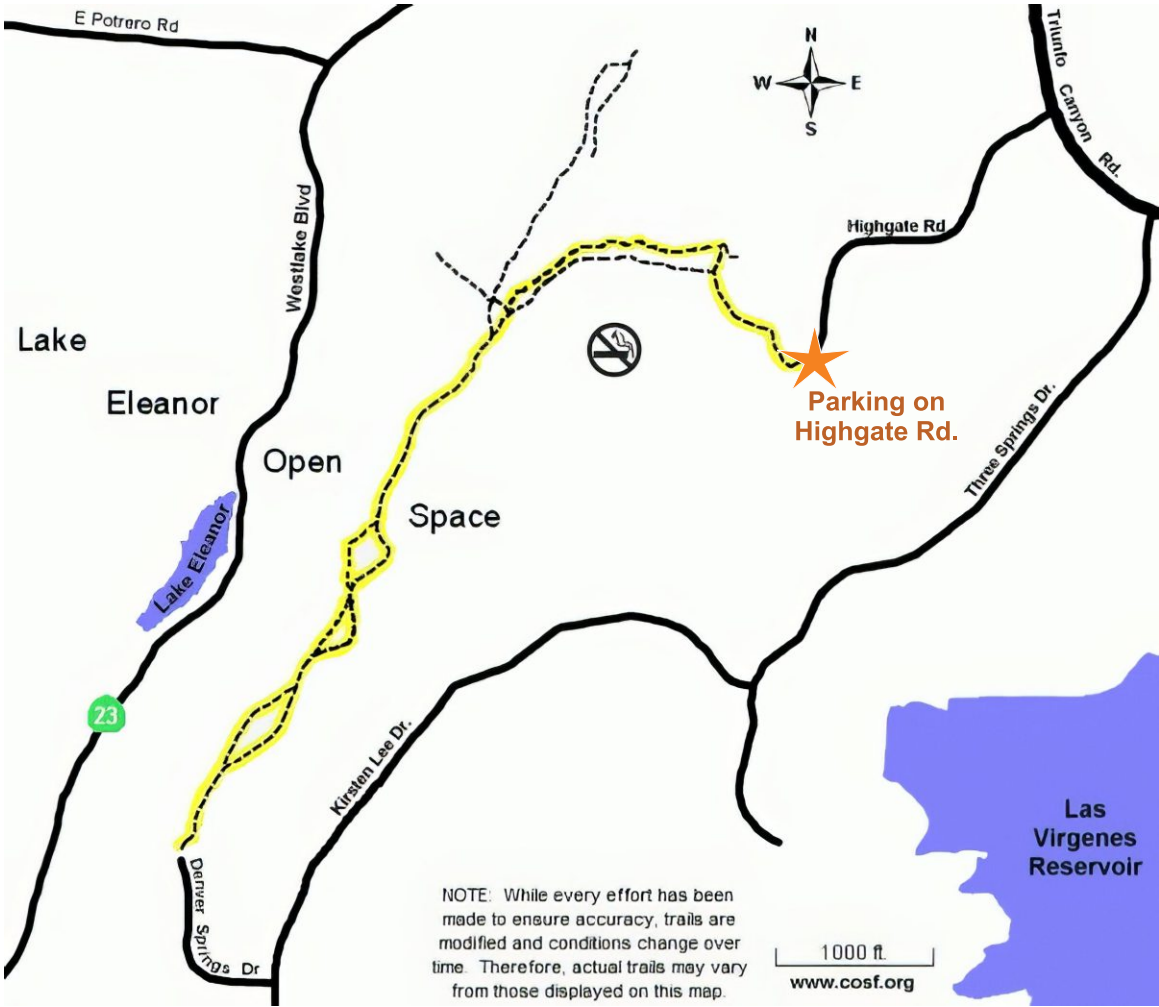 E Potrero Rd
N
W E
S
Triunfo Canyon Rd.
Westlake Blvd
Highgate Rd
Lake
Eleanor
Open
Space
Parking on
Highgate Rd.
Three Springs Dr.
Lake Eleanor
23
Kirsten Lee Dr.
Denver Springs Dr
Las
Virgenes
Reservoir
NOTE: While every effort has been
made to ensure accuracy, trails are
modified and conditions change over
time. Therefore, actual trails may vary
from those displayed on this map.
1000 ft.
www.cosf.org